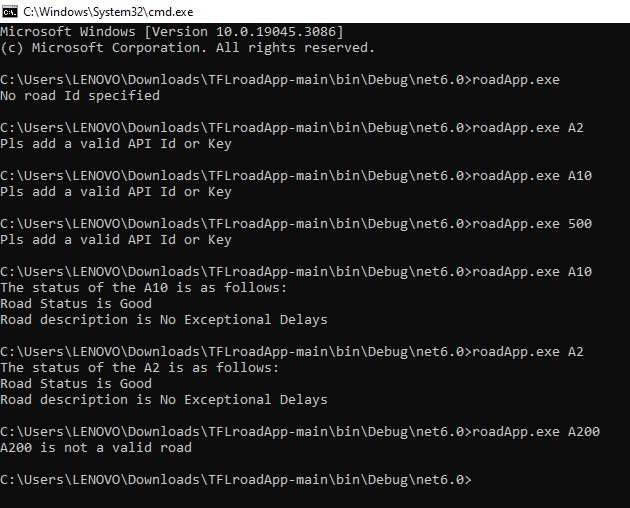 C:\Windows\System32\cmd.exe
Microsoft Windows [Version 10.0.19045.3086]
(c) Microsoft Corporation. All rights reserved.
C:\Users\LENOVO\Downloads\TFLroadApp-main\bin\Debug\net6.0>roadApp.exe
No road Id specified
C:\Users\LENOVO\Downloads\TFLroadApp-main\bin\Debug\net6.0>roadApp.exe A2
Pls add a valid API Id or Key
C:\Users\LENOVO\Downloads\TFLroadApp-main\bin\Debug\net6.0>roadApp.exe A10
Pls add a valid API Id or Key
C:\Users\LENOVO\Downloads\TFLroadApp-main\bin\Debug\net6.0>roadApp.exe 500
Pls add a valid API Id or Key
C:\Users\LENOVO\Downloads\TFLroadApp-main\bin\Debug\net6.0>roadApp.exe A10
The status of the A10 is as follows:
Road Status is Good
Road description is No Exceptional Delays
C:\Users\LENOVO\Downloads\TFLroadApp-main\bin\Debug\net6.0>roadApp.exe A2
The status of the A2 is as follows:
Road Status is Good
Road description is No Exceptional Delays
C:\Users\LENOVO\Downloads\TFLroadApp-main\bin\Debug\net6.0>roadApp.exe A200
A200 is not a valid road
C:\Users\LENOVO\Downloads\TFLroadApp-main\bin\Debug\net6.0>